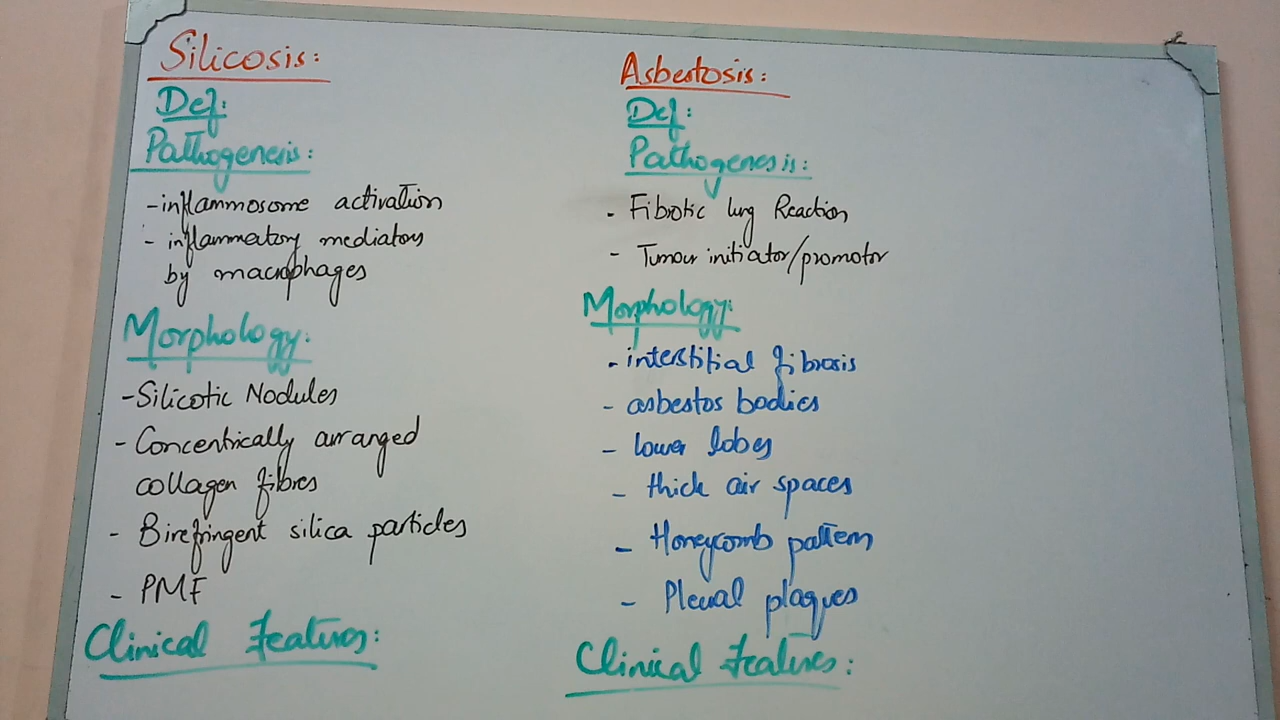 Silicosis:
Def:
Pathogenesis:
-inflammosome activation
- inflammatory mediators
by macrophages
Morphology:
-Silicotic Nodules
- Concentrically arranged
collagen fibres
- Birefringent silica particles
- PMF
Clinical Features:
Asbestosis:
Def:
Pathogenesis:
- Fibrotic lung Reaction
- Tumour initiator/promotor
Morphology:
- interstitial fibrosis
- asbestos bodies
- lower lobes
- thick air spaces
- Honeycomb pattern
- Pleural plaques
Clinical Features: